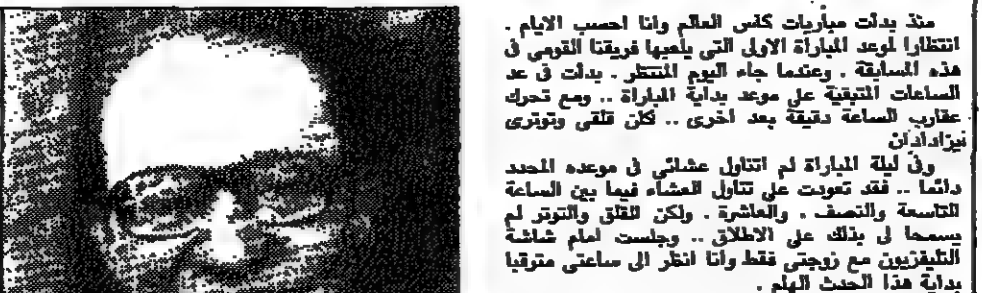 منذ بدأت مباريات كاس العالم وانا احسب الايام .
انتظارا لموعد المباراة الاولى التي يلعبها فريقنا القومى فى
هذه المسابقة . وعندما جاء اليوم المنتظر . بدأت فى عد
الساعات المتبقية على موعد بداية المباراة .. ومع تحرك
عقارب الساعة دقيقة بعد اخرى .. كان قلقى وتوترى
يزدادان
وفى ليلة المباراة لم اتناول عشائى فى موعده المحدد
دائما .. فقد تعودت على تناول العشاء فيما بين الساعة
التاسعة والنصف . والعاشرة . ولكن القلق والتوتر لم
يسمحا لى بذلك على الاطلاق .. وجلست امام شاشة
التليفزيون مع زوجتى فقط وانا انظر الى ساعتى مترقبا
بداية هذا الحدث الهام .